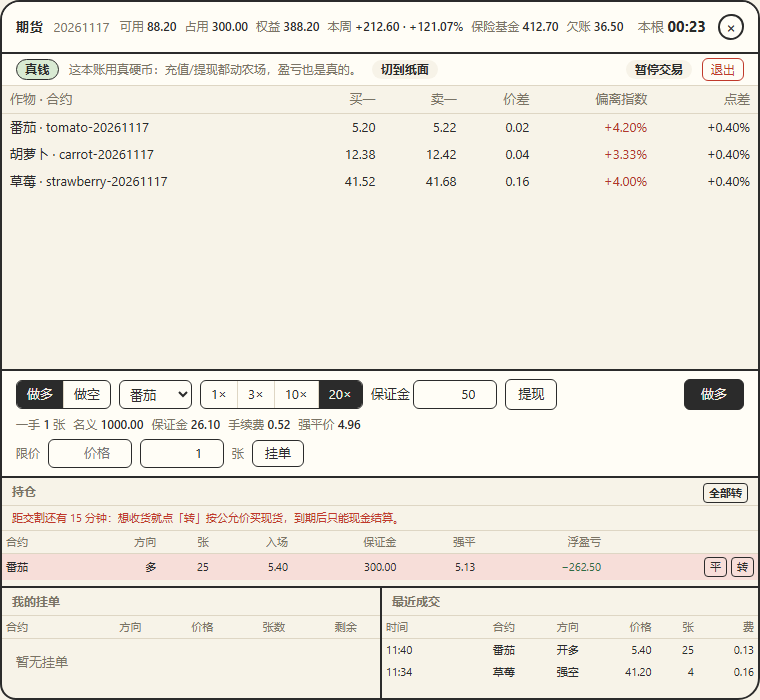 期货 20261117 可用 88.20 占用 300.00 权益 388.20 本周 +212.60 · +121.07% 保险基金 412.70 欠账 36.50 本根 00:23 ×
真钱 这本账用真硬币：充值/提现都动农场，盈亏也是真的。 切到纸面 暂停交易 退出
作物 · 合约 买一 卖一 价差 偏离指数 点差
番茄 · tomato-20261117 5.20 5.22 0.02 +4.20% +0.40%
胡萝卜 · carrot-20261117 12.38 12.42 0.04 +3.33% +0.40%
草莓 · strawberry-20261117 41.52 41.68 0.16 +4.00% +0.40%
做多 做空 番茄 1× 3× 10× 20× 保证金 50 提现 做多
一手 1 张 名义 1000.00 保证金 26.10 手续费 0.52 强平价 4.96
限价 价格 1 张 挂单
持仓 全部转
距交割还有 15 分钟：想收货就点「转」按公允价买现货，到期后只能现金结算。
合约 方向 张 入场 保证金 强平 浮盈亏
番茄 多 25 5.40 300.00 5.13 −262.50 平 转
我的挂单
合约 方向 价格 张数 剩余
暂无挂单
最近成交
时间 合约 方向 价格 张 费
11:40 番茄 开多 5.40 25 0.13
11:34 草莓 强空 41.20 4 0.16